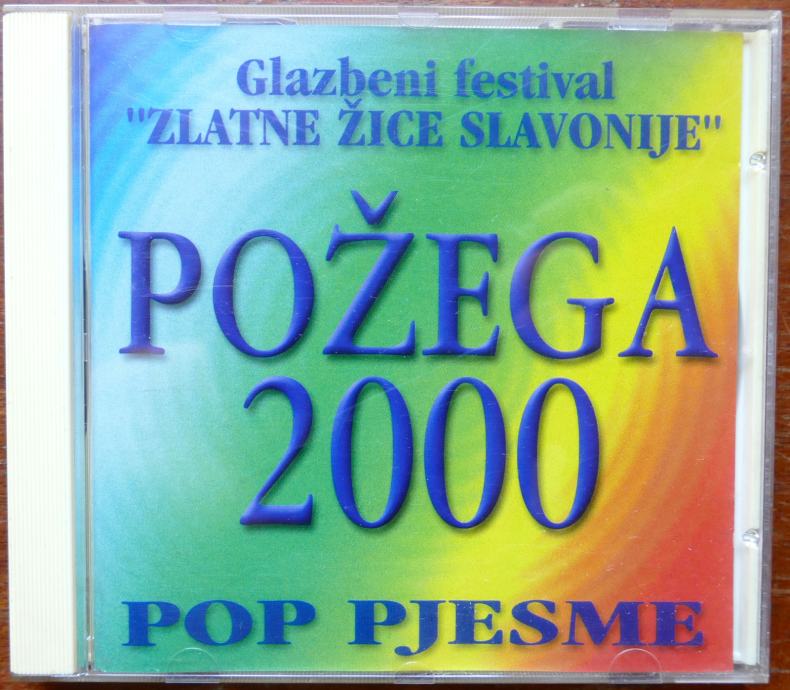 Glazbeni festival
"ZLATNE ŽICE SLAVONIJE"
POŽEGA
2000
POP PJESME